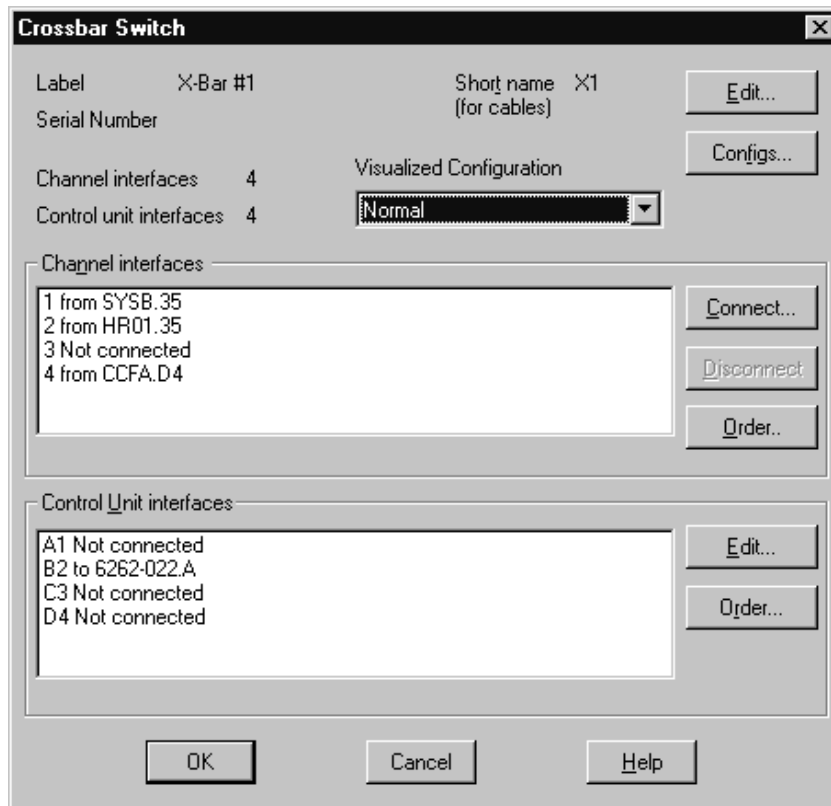 Crossbar Switch
Label X-Bar #1 Short name X1 Edit...
(for cables)
Serial Number
Configs...
Visualized Configuration
Channel interfaces 4
Control unit interfaces 4 Normal
Channel interfaces
1 from SYSB.35
2 from HR01.35
3 Not connected
4 from CCFA.D4
Connect...
Disconnect
Order..
Control Unit interfaces
A1 Not connected
B2 to 6262-022.A
C3 Not connected
D4 Not connected
Edit...
Order...
OK Cancel Help